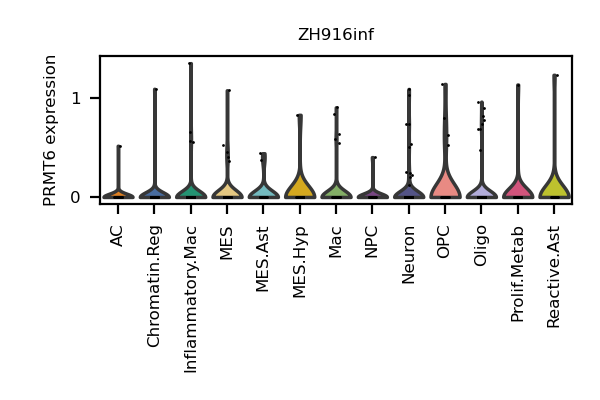 ZH916inf
PRMT6 expression
1
0
AC
Chromatin.Reg
Inflammatory.Mac
MES
MES.Ast
MES.Hyp
Mac
NPC
Neuron
OPC
Oligo
Prolif.Metab
Reactive.Ast